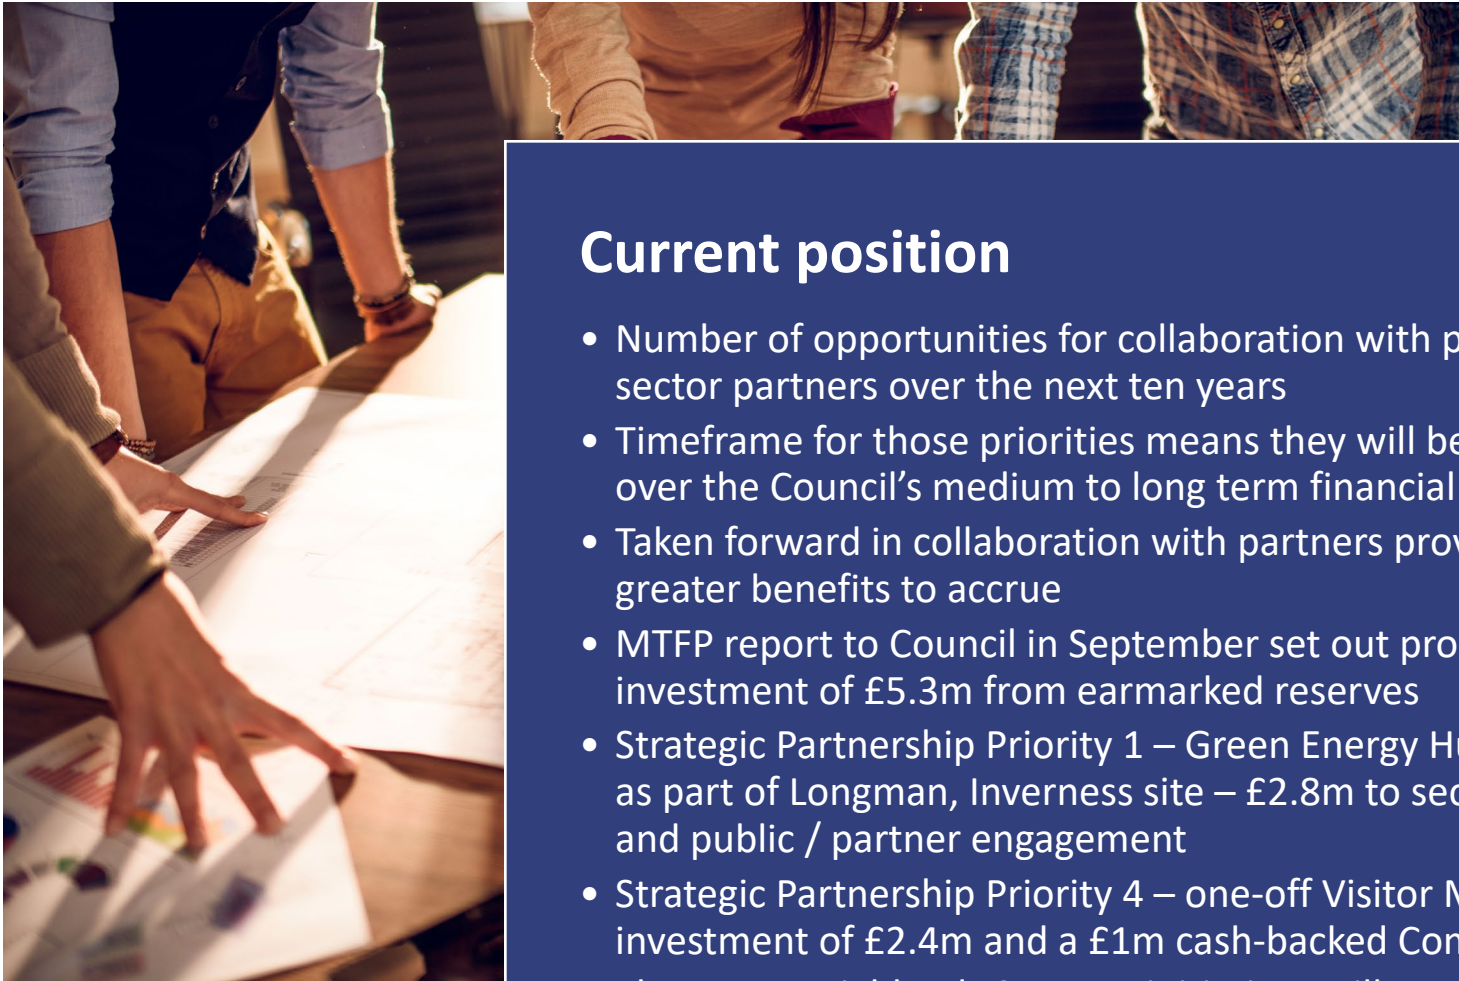 Current position
• Number of opportunities for collaboration with
sector partners over the next ten years
• Timeframe for those priorities means they will be
over the Council’s medium to long term financial
• Taken forward in collaboration with partners
greater benefits to accrue
• MTFP report to Council in September set out
investment of £5.3m from earmarked reserves
• Strategic Partnership Priority 1 – Green Energy
as part of Longman, Inverness site – £2.8m to
and public / partner engagement
• Strategic Partnership Priority 4 – one-off Visitor
investment of £2.4m and a £1m cash-backed